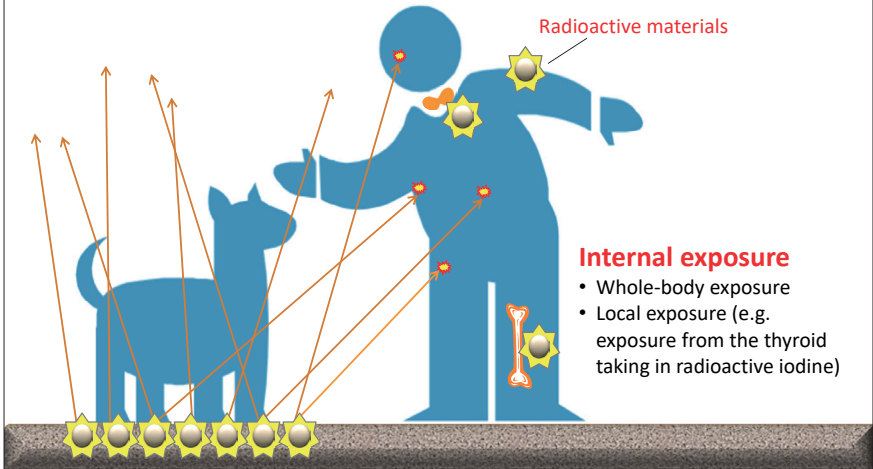 Radioactive materials
Internal exposure
• Whole-body exposure
• Local exposure (e.g.
exposure from the thyroid
taking in radioactive iodine)